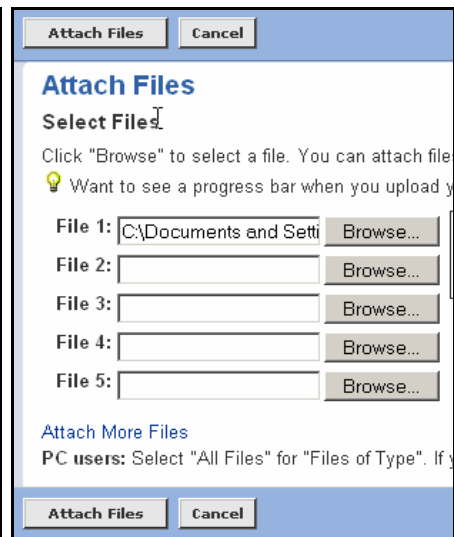 Attach Files Cancel
Attach Files
Select Files
Click "Browse" to select a file. You can attach files
Want to see a progress bar when you upload y
File 1: C:\Documents and Setti Browse...
File 2: Browse...
File 3: Browse...
File 4: Browse...
File 5: Browse...
Attach More Files
PC users: Select "All Files" for "Files of Type". If y
Attach Files Cancel